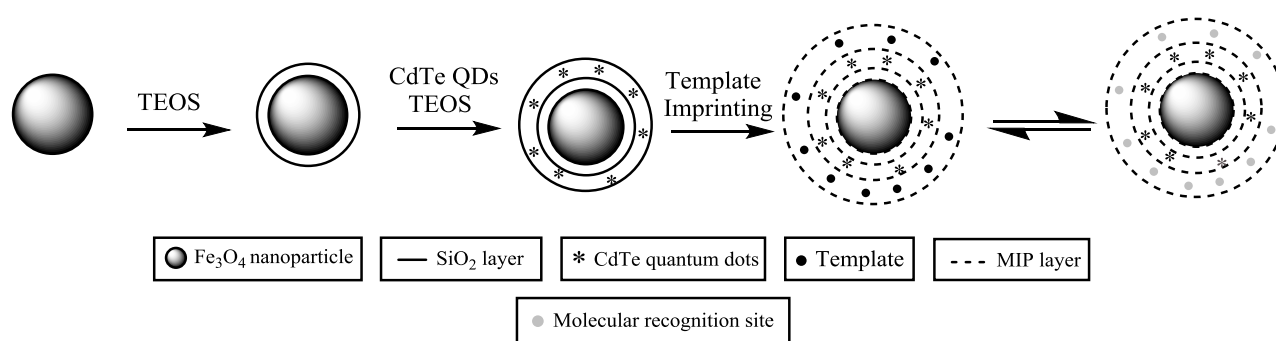 TEOS
CdTe QDs
TEOS
Template
Imprinting
Fe₃O₄ nanoparticle
SiO₂ layer
* CdTe quantum dots
Template
MIP layer
Molecular recognition site